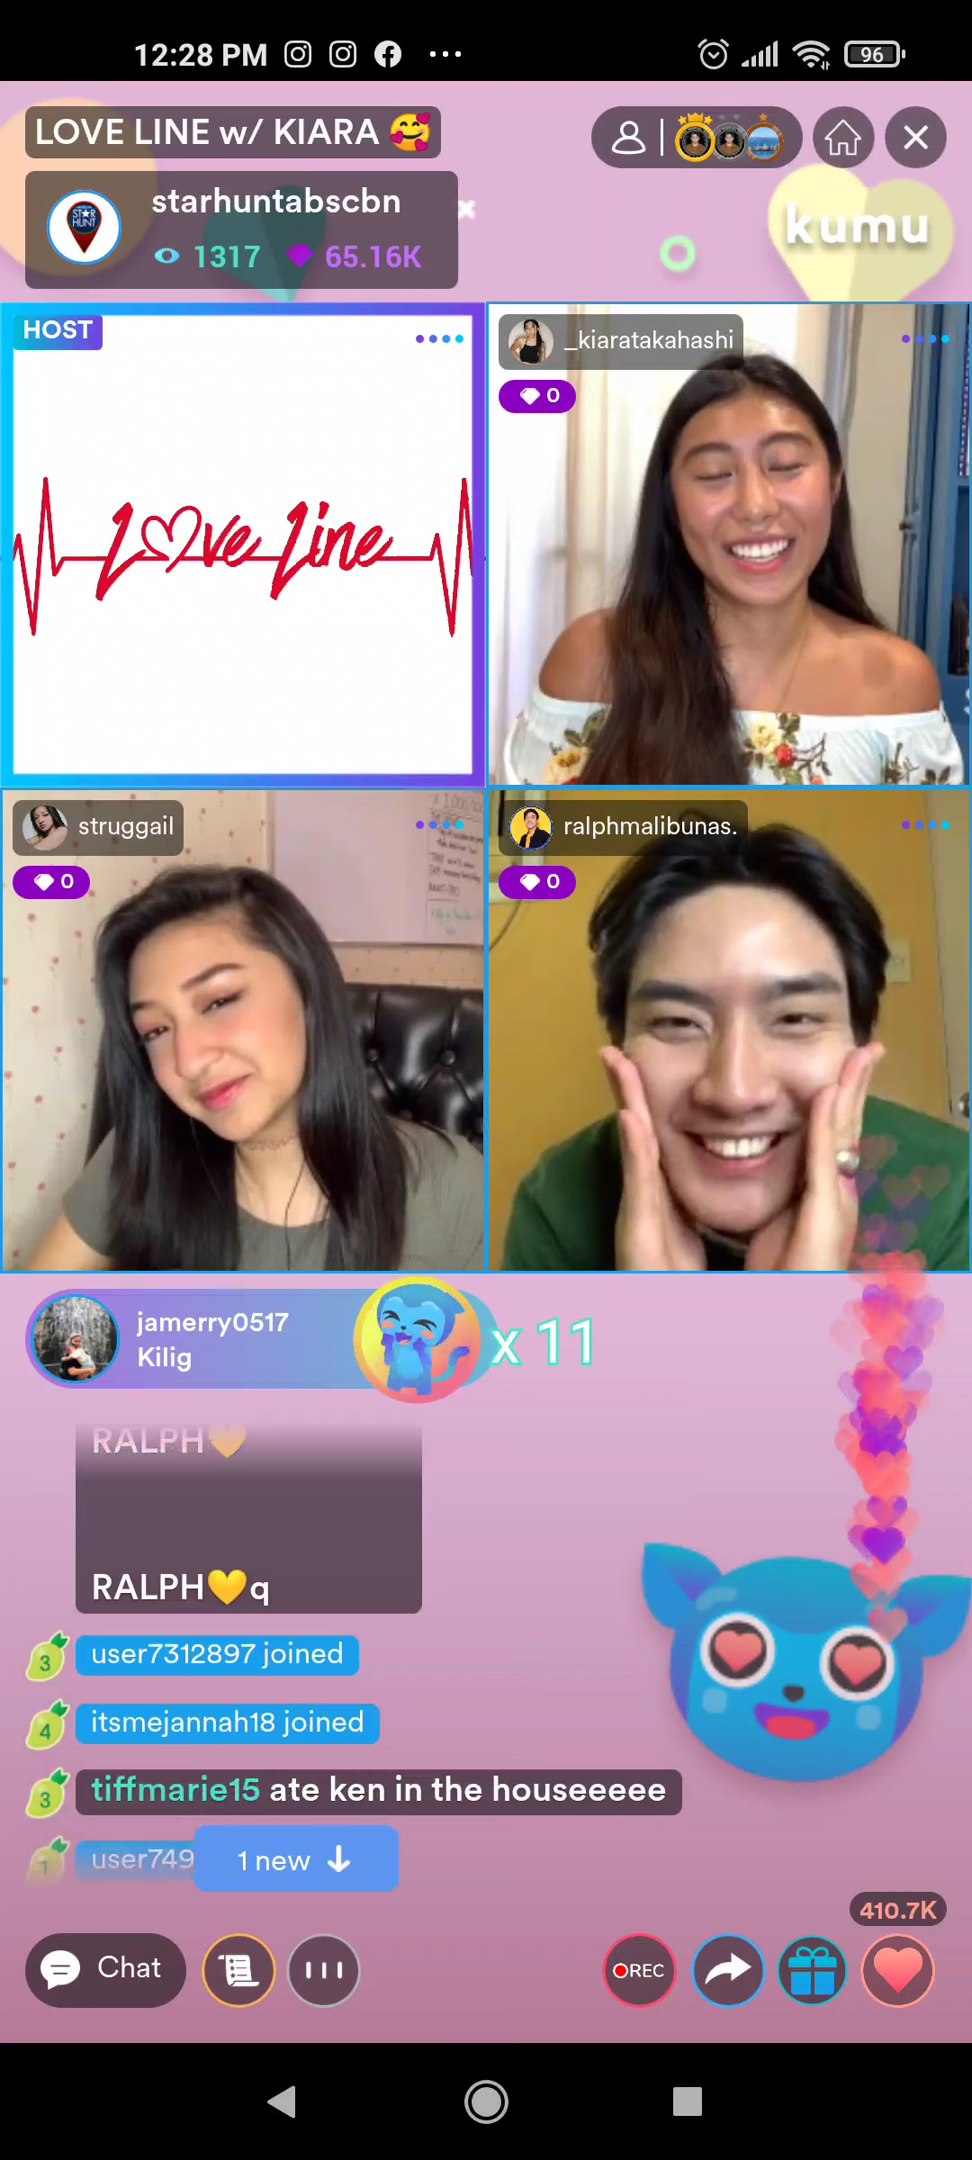 12:28 PM
96
LOVE LINE w/ KIARA 🥰
starhuntabscbn
STAR HUNT
1317 65.16K
kumu
HOST
Love Line
_kiaratakahashi
0
struggail
0
ralphmalibunas.
0
jamerry0517
Kilig
x 11
RALPH💛
RALPH💛q
3 user7312897 joined
4 itsmejannah18 joined
3 tiffmarie15 ate ken in the houseeeee
1 user749
1 new
410.7K
Chat
REC